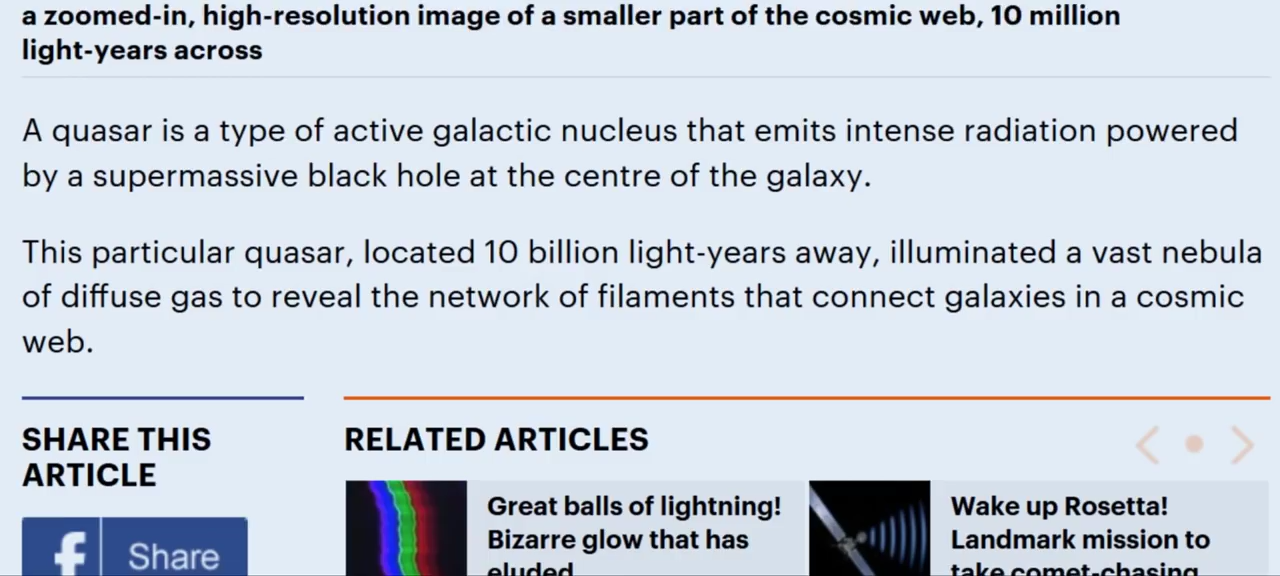 a zoomed-in, high-resolution image of a smaller part of the cosmic web, 10 million
light-years across
A quasar is a type of active galactic nucleus that emits intense radiation powered
by a supermassive black hole at the centre of the galaxy.
This particular quasar, located 10 billion light-years away, illuminated a vast nebula
of diffuse gas to reveal the network of filaments that connect galaxies in a cosmic
web.
SHARE THIS
ARTICLE
f Share
RELATED ARTICLES
Great balls of lightning!
Bizarre glow that has
eluded
Wake up Rosetta!
Landmark mission to
take comet-chasing